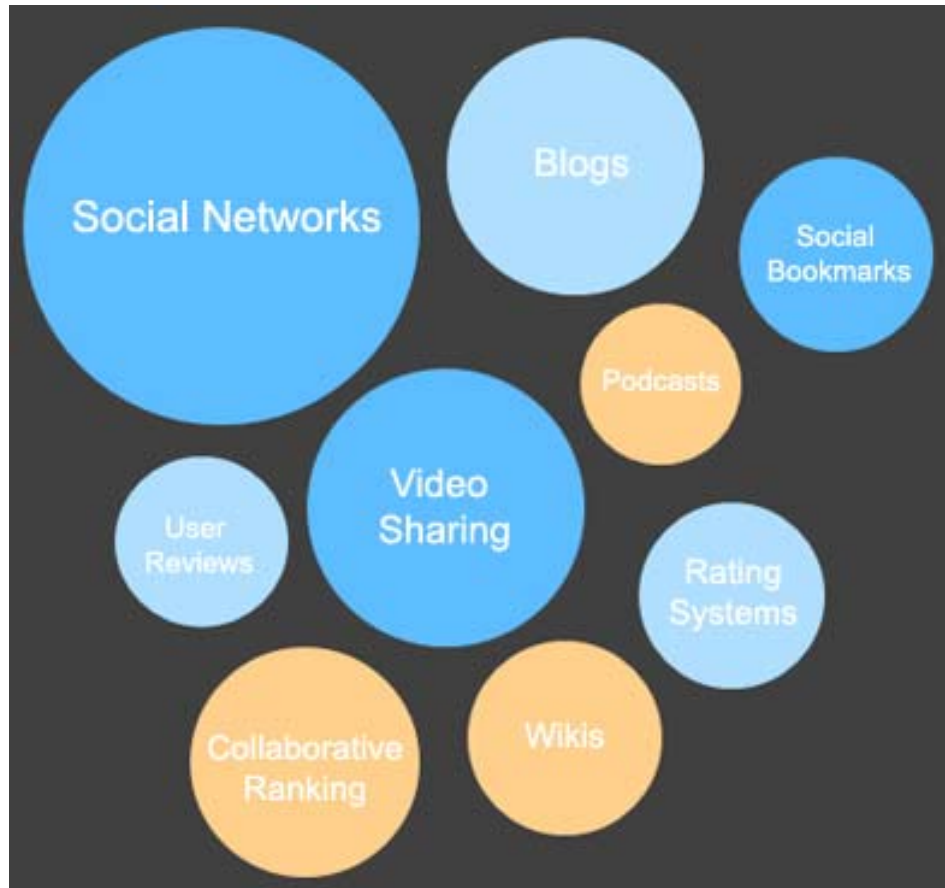 Social Networks
Blogs
Social
Bookmarks
Podcasts
Video
Sharing
User
Reviews
Rating
Systems
Collaborative
Ranking
Wikis